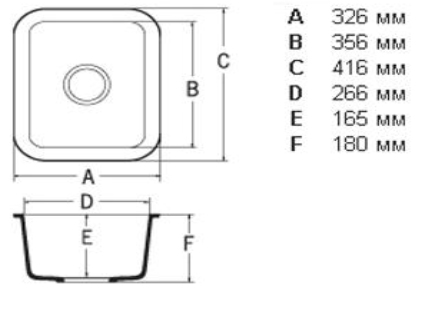 A 326 мм
B 356 мм
C 416 мм
D 266 мм
E 165 мм
F 180 мм
C
B
A
D
E
F